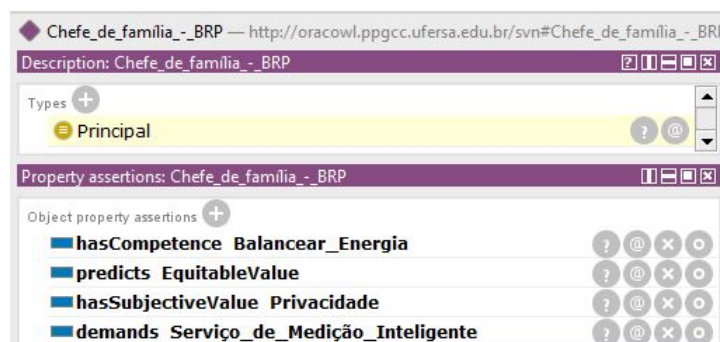 Chefe_de_família_-_BRP — http://oracowl.ppgcc.ufersa.edu.br/svn#Chefe_de_família_-_BRI
Description: Chefe_de_família_-_BRP
Types
Principal
Property assertions: Chefe_de_família_-_BRP
Object property assertions
hasCompetence Balancear_Energia
predicts EquitableValue
hasSubjectiveValue Privacidade
demands Serviço_de_Medição_Inteligente